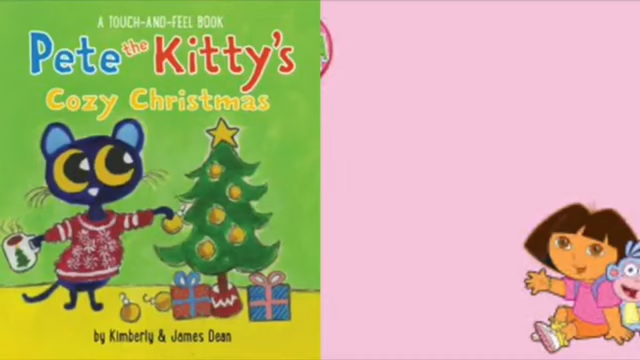 A TOUCH-AND-FEEL BOOK
Pete the Kitty's
Cozy Christmas
by Kimberly & James Dean